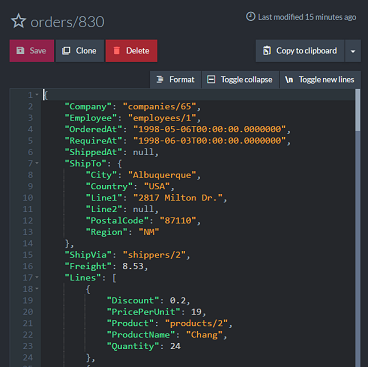 orders/830
Last modified 15 minutes ago
Save Clone Delete Copy to clipboard
Format Toggle collapse \n Toggle new lines
1 {
2 "Company": "companies/65",
3 "Employee": "employees/1",
4 "OrderedAt": "1998-05-06T00:00:00.0000000",
5 "RequireAt": "1998-06-03T00:00:00.0000000",
6 "ShippedAt": null,
7 "ShipTo": {
8 "City": "Albuquerque",
9 "Country": "USA",
10 "Line1": "2817 Milton Dr.",
11 "Line2": null,
12 "PostalCode": "87110",
13 "Region": "NM"
14 },
15 "ShipVia": "shippers/2",
16 "Freight": 8.53,
17 "Lines": [
18 {
19 "Discount": 0.2,
20 "PricePerUnit": 19,
21 "Product": "products/2",
22 "ProductName": "Chang",
23 "Quantity": 24
24 },